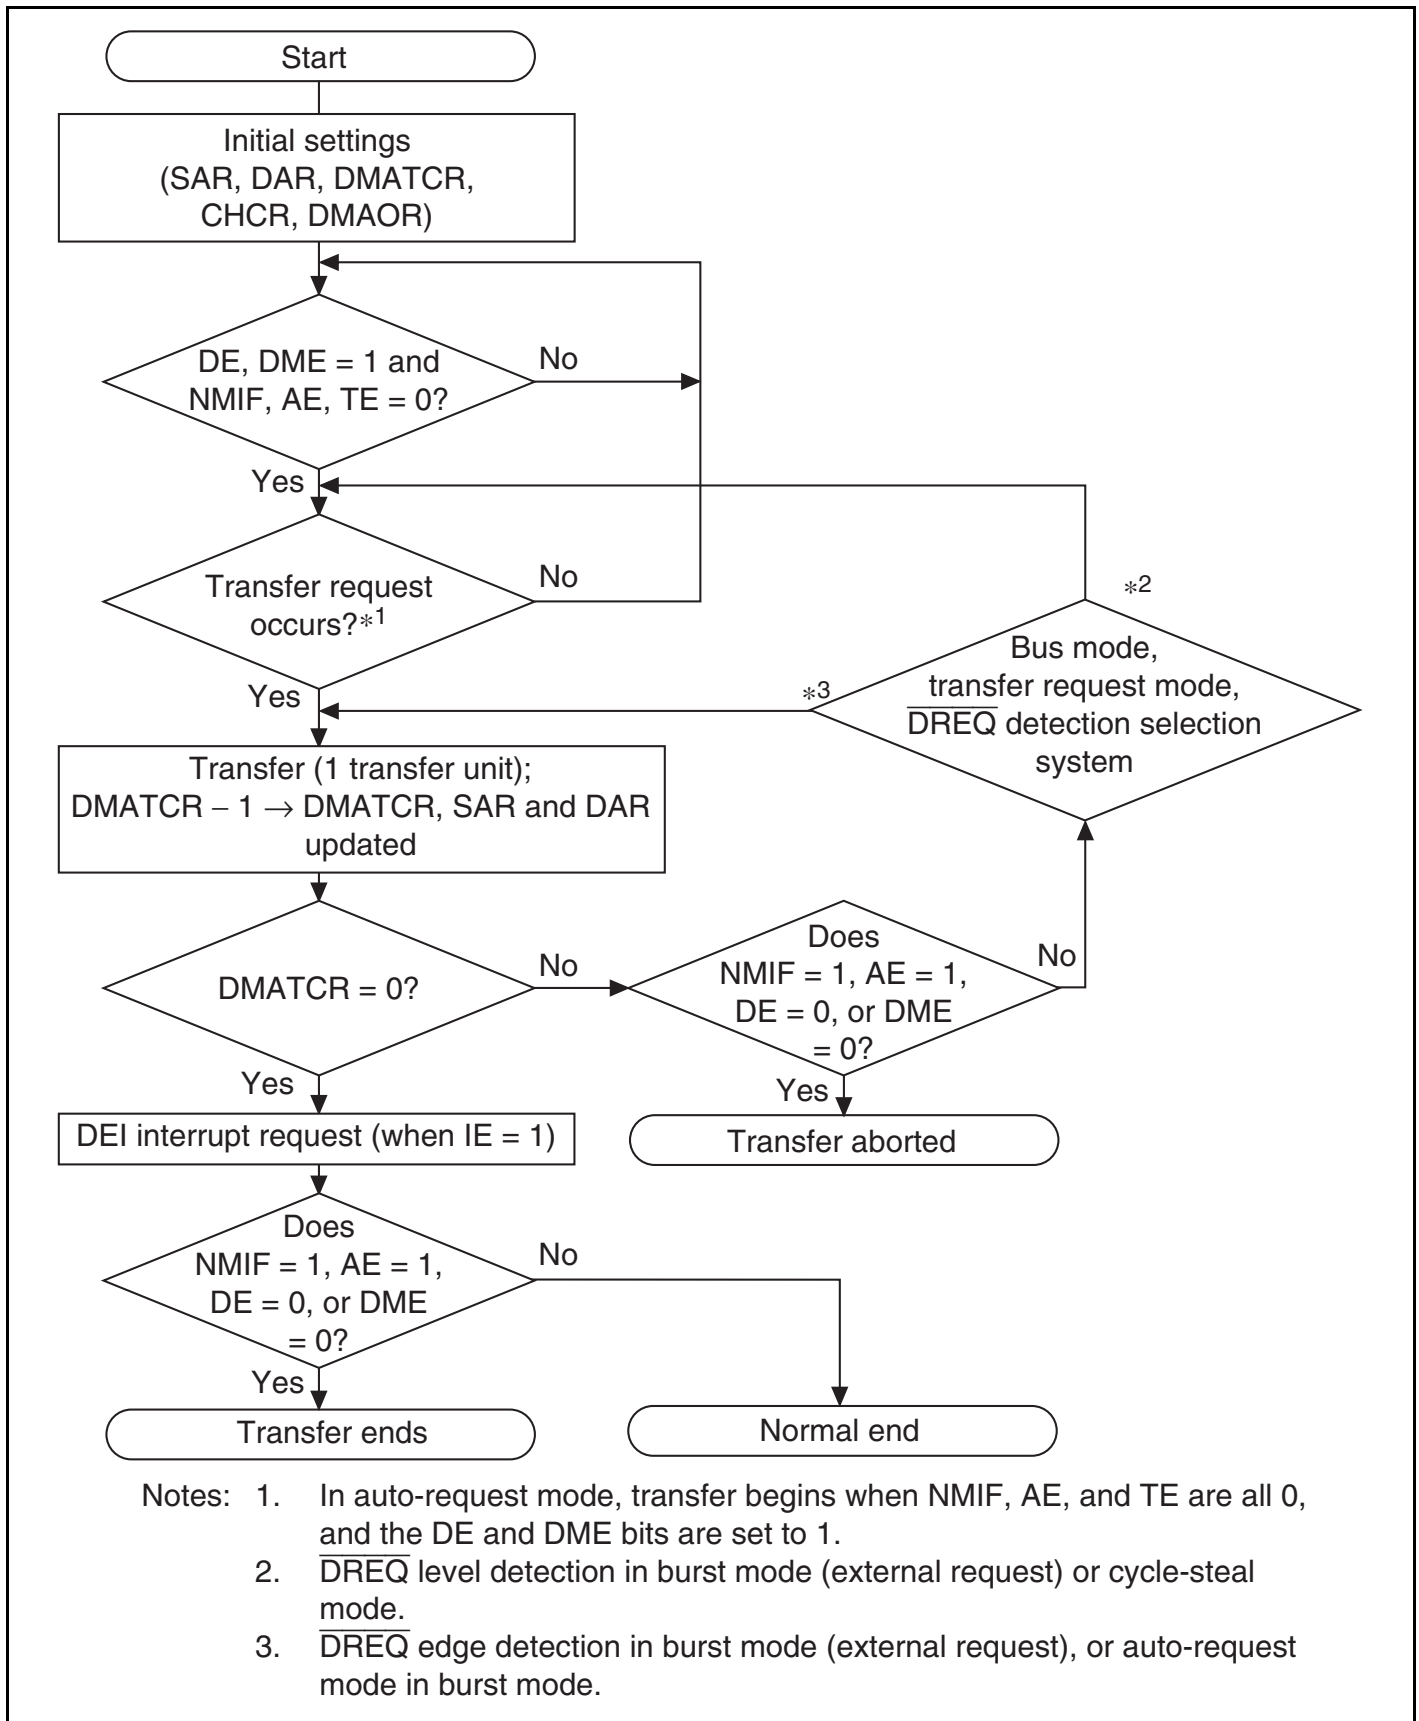 Start
Initial settings
(SAR, DAR, DMATCR,
CHCR, DMAOR)
DE, DME = 1 and
NMIF, AE, TE = 0?
No
Yes
Transfer request
occurs?*1
No
Yes
*2
Bus mode,
transfer request mode,
DREQ detection selection
system
*3
Transfer (1 transfer unit);
DMATCR − 1 → DMATCR, SAR and DAR
updated
DMATCR = 0?
No
Yes
Does
NMIF = 1, AE = 1,
DE = 0, or DME
= 0?
No
Yes
Transfer aborted
DEI interrupt request (when IE = 1)
Does
NMIF = 1, AE = 1,
DE = 0, or DME
= 0?
No
Yes
Transfer ends
Normal end
Notes: 1. In auto-request mode, transfer begins when NMIF, AE, and TE are all 0,
and the DE and DME bits are set to 1.
2. DREQ level detection in burst mode (external request) or cycle-steal
mode.
3. DREQ edge detection in burst mode (external request), or auto-request
mode in burst mode.